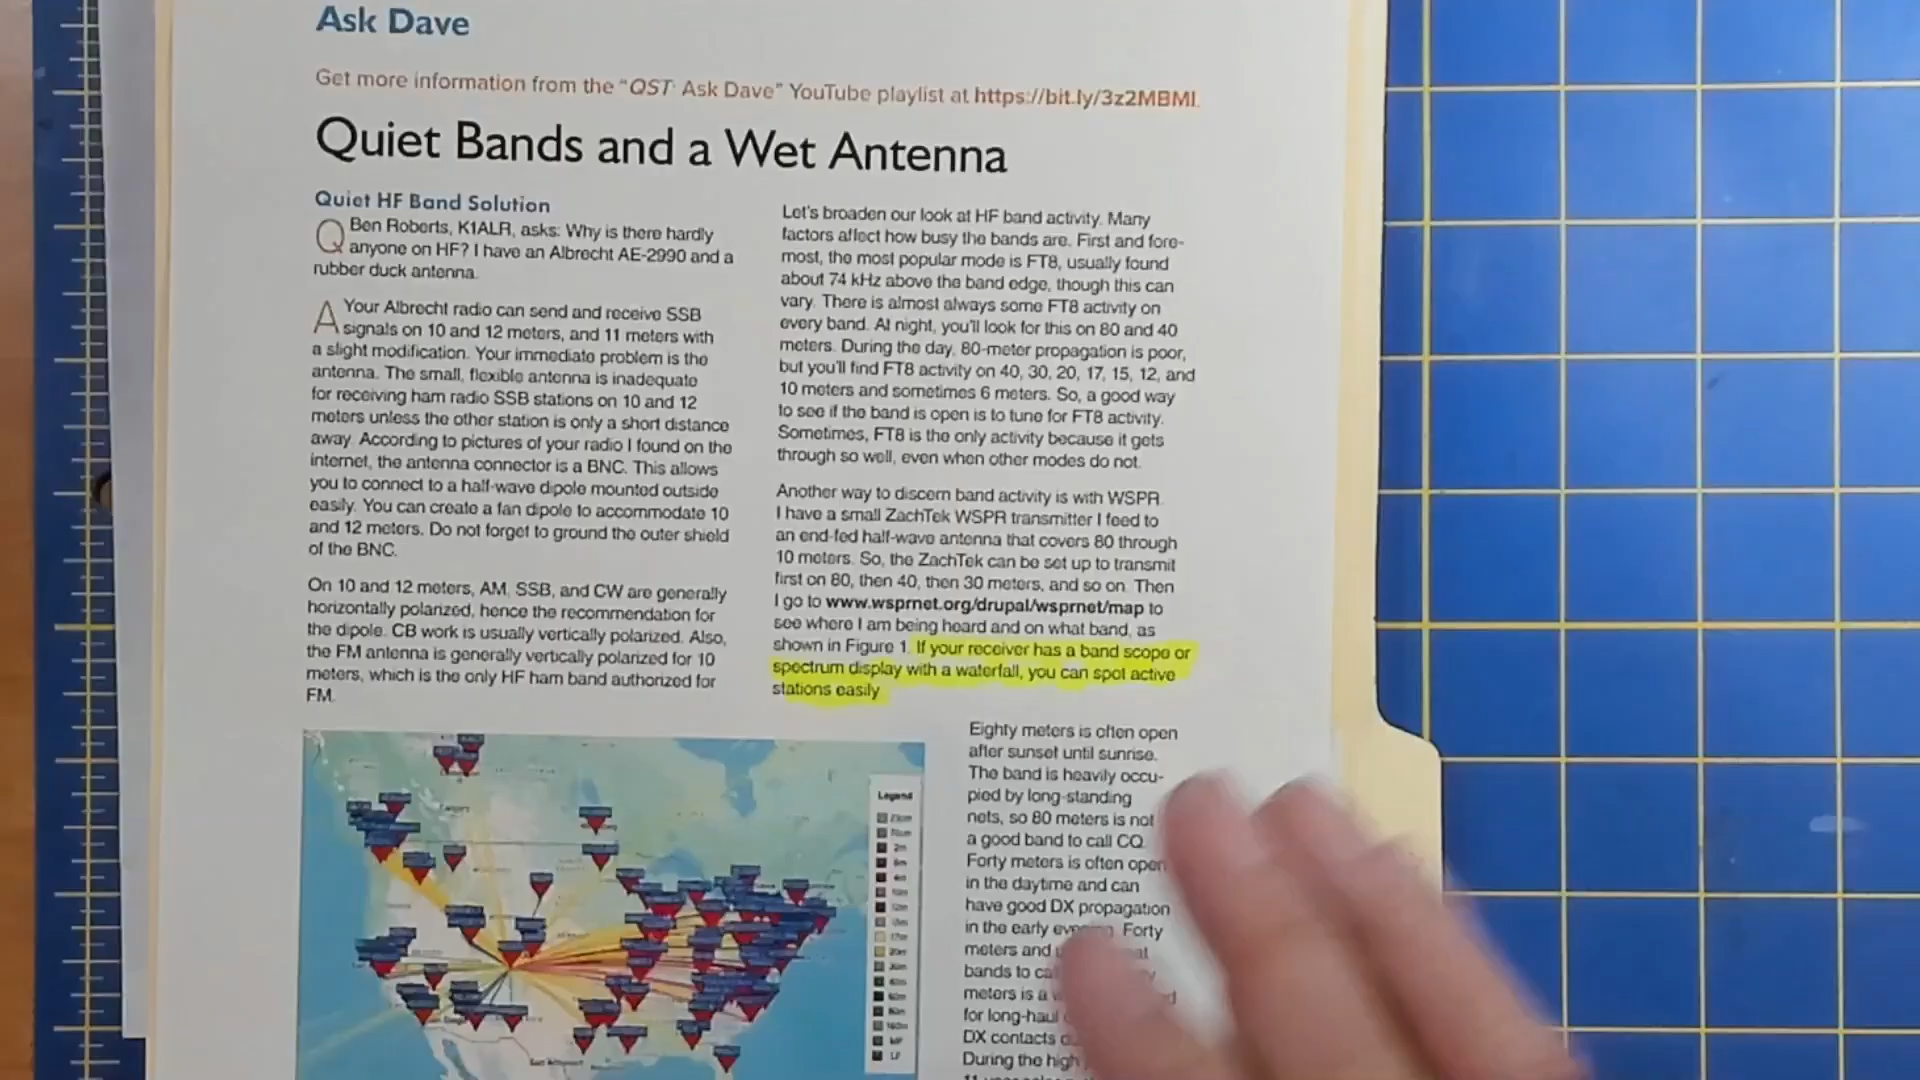 Ask Dave
Get more information from the “QST: Ask Dave” YouTube playlist at https://bit.ly/3z2MBMI.
Quiet Bands and a Wet Antenna
Quiet HF Band Solution
Q Ben Roberts, K1ALR, asks: Why is there hardly
anyone on HF? I have an Albrecht AE-2990 and a
rubber duck antenna.
A Your Albrecht radio can send and receive SSB
signals on 10 and 12 meters, and 11 meters with
a slight modification. Your immediate problem is the
antenna. The small, flexible antenna is inadequate
for receiving ham radio SSB stations on 10 and 12
meters unless the other station is only a short distance
away. According to pictures of your radio I found on the
internet, the antenna connector is a BNC. This allows
you to connect to a half-wave dipole mounted outside
easily. You can create a fan dipole to accommodate 10
and 12 meters. Do not forget to ground the outer shield
of the BNC.
On 10 and 12 meters, AM, SSB, and CW are generally
horizontally polarized, hence the recommendation for
the dipole. CB work is usually vertically polarized. Also,
the FM antenna is generally vertically polarized for 10
meters, which is the only HF ham band authorized for
FM.
Let's broaden our look at HF band activity. Many
factors affect how busy the bands are. First and fore-
most, the most popular mode is FT8, usually found
about 74 kHz above the band edge, though this can
vary. There is almost always some FT8 activity on
every band. At night, you'll look for this on 80 and 40
meters. During the day, 80-meter propagation is poor,
but you'll find FT8 activity on 40, 30, 20, 17, 15, 12, and
10 meters and sometimes 6 meters. So, a good way
to see if the band is open is to tune for FT8 activity.
Sometimes, FT8 is the only activity because it gets
through so well, even when other modes do not.
Another way to discern band activity is with WSPR.
I have a small ZachTek WSPR transmitter I feed to
an end-fed half-wave antenna that covers 80 through
10 meters. So, the ZachTek can be set up to transmit
first on 80, then 40, then 30 meters, and so on. Then
I go to www.wsprnet.org/drupal/wsprnet/map to
see where I am being heard and on what band, as
shown in Figure 1. If your receiver has a band scope or
spectrum display with a waterfall, you can spot active
stations easily.
Eighty meters is often open
after sunset until sunrise.
The band is heavily occu-
pied by long-standing
nets, so 80 meters is not
a good band to call CQ.
Forty meters is often open
in the daytime and can
have good DX propagation
in the early Forty
meters and
bands to
meters is a
for long-haul
DX contacts
During the high
Legend